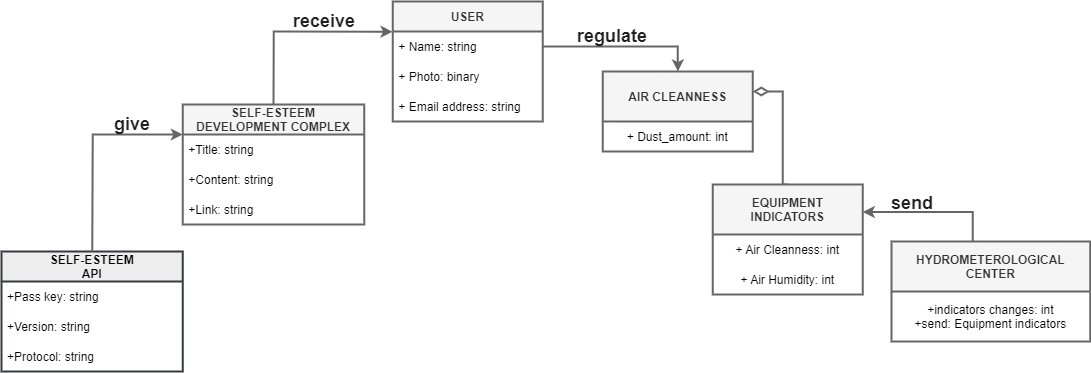 receive
USER
+ Name: string
+ Photo: binary
+ Email address: string
regulate
AIR CLEANNESS
+ Dust_amount: int
give
SELF-ESTEEM
DEVELOPMENT COMPLEX
+Title: string
+Content: string
+Link: string
EQUIPMENT
INDICATORS
+ Air Cleanness: int
+ Air Humidity: int
send
HYDROMETEROLOGICAL
CENTER
+indicators changes: int
+send: Equipment indicators
SELF-ESTEEM
API
+Pass key: string
+Version: string
+Protocol: string